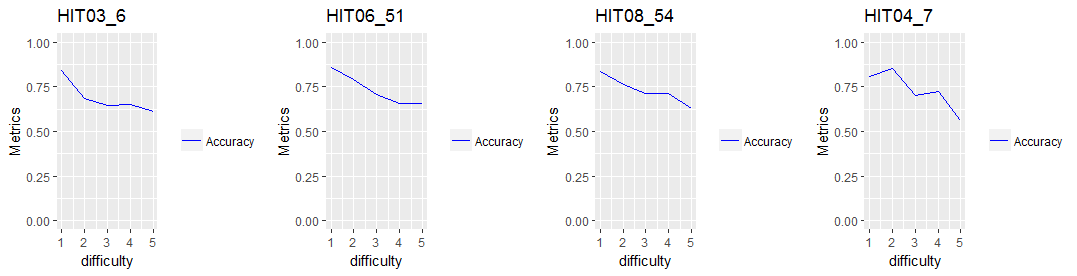 HIT03_6
1.00
0.75
0.50
0.25
0.00
Metrics
1 2 3 4 5
difficulty
Accuracy
HIT06_51
1.00
0.75
0.50
0.25
0.00
Metrics
1 2 3 4 5
difficulty
Accuracy
HIT08_54
1.00
0.75
0.50
0.25
0.00
Metrics
1 2 3 4 5
difficulty
Accuracy
HIT04_7
1.00
0.75
0.50
0.25
0.00
Metrics
1 2 3 4 5
difficulty
Accuracy